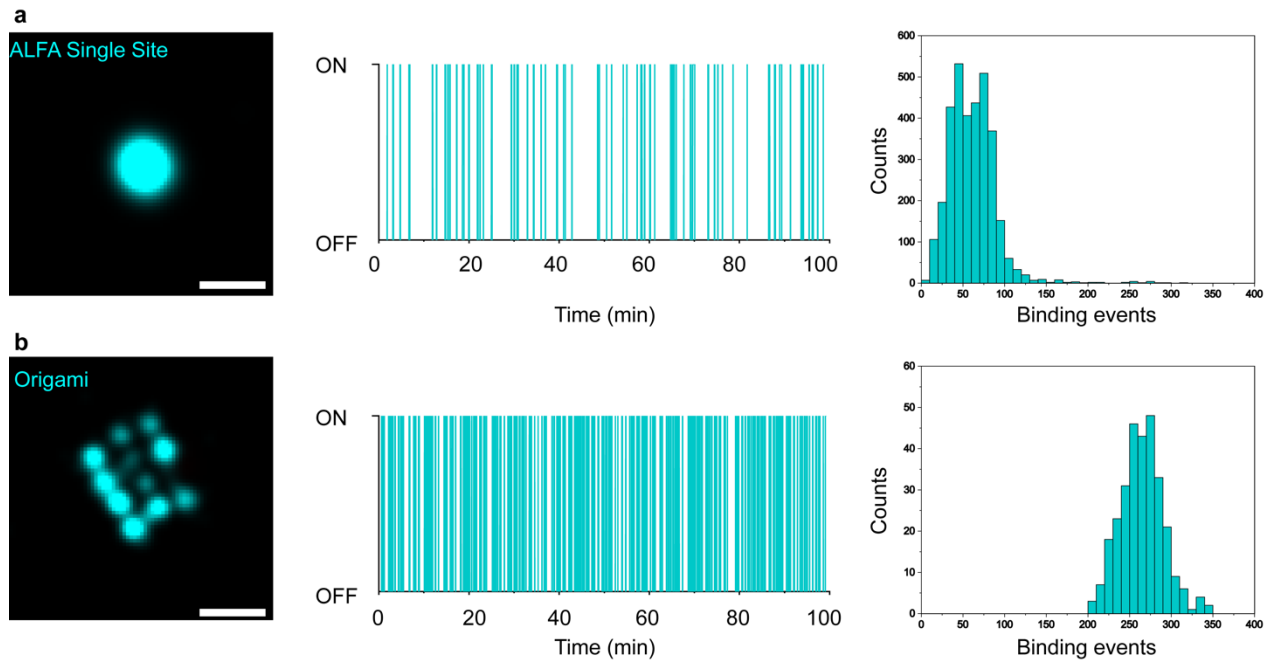 a
ALFA Single Site
ON
OFF
0 20 40 60 80 100
Time (min)
600
500
400
300
200
100
0
Counts
0 50 100 150 200 250 300 350 400
Binding events
b
Origami
ON
OFF
0 20 40 60 80 100
Time (min)
60
50
40
30
20
10
0
Counts
0 50 100 150 200 250 300 350 400
Binding events